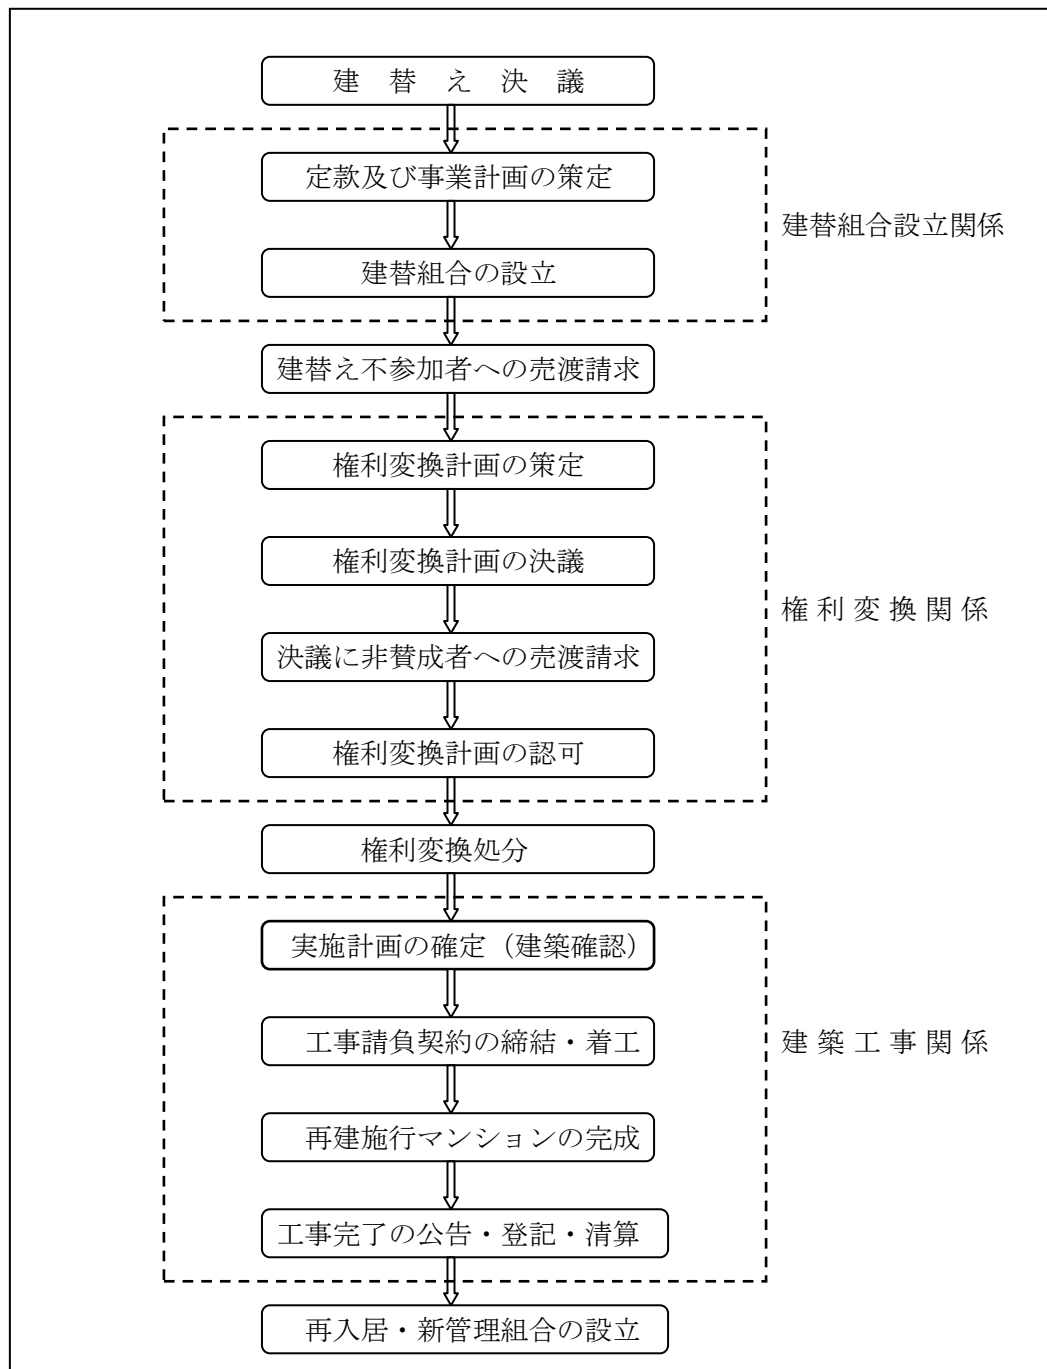 建　替　え　決　議
定款及び事業計画の策定
建替組合設立関係
建替組合の設立
建替え不参加者への売渡請求
権利変換計画の策定
権利変換計画の決議
権 利 変 換 関 係
決議に非賛成者への売渡請求
権利変換計画の認可
権利変換処分
実施計画の確定（建築確認）
工事請負契約の締結・着工
建 築 工 事 関 係
再建施行マンションの完成
工事完了の公告・登記・清算
再入居・新管理組合の設立